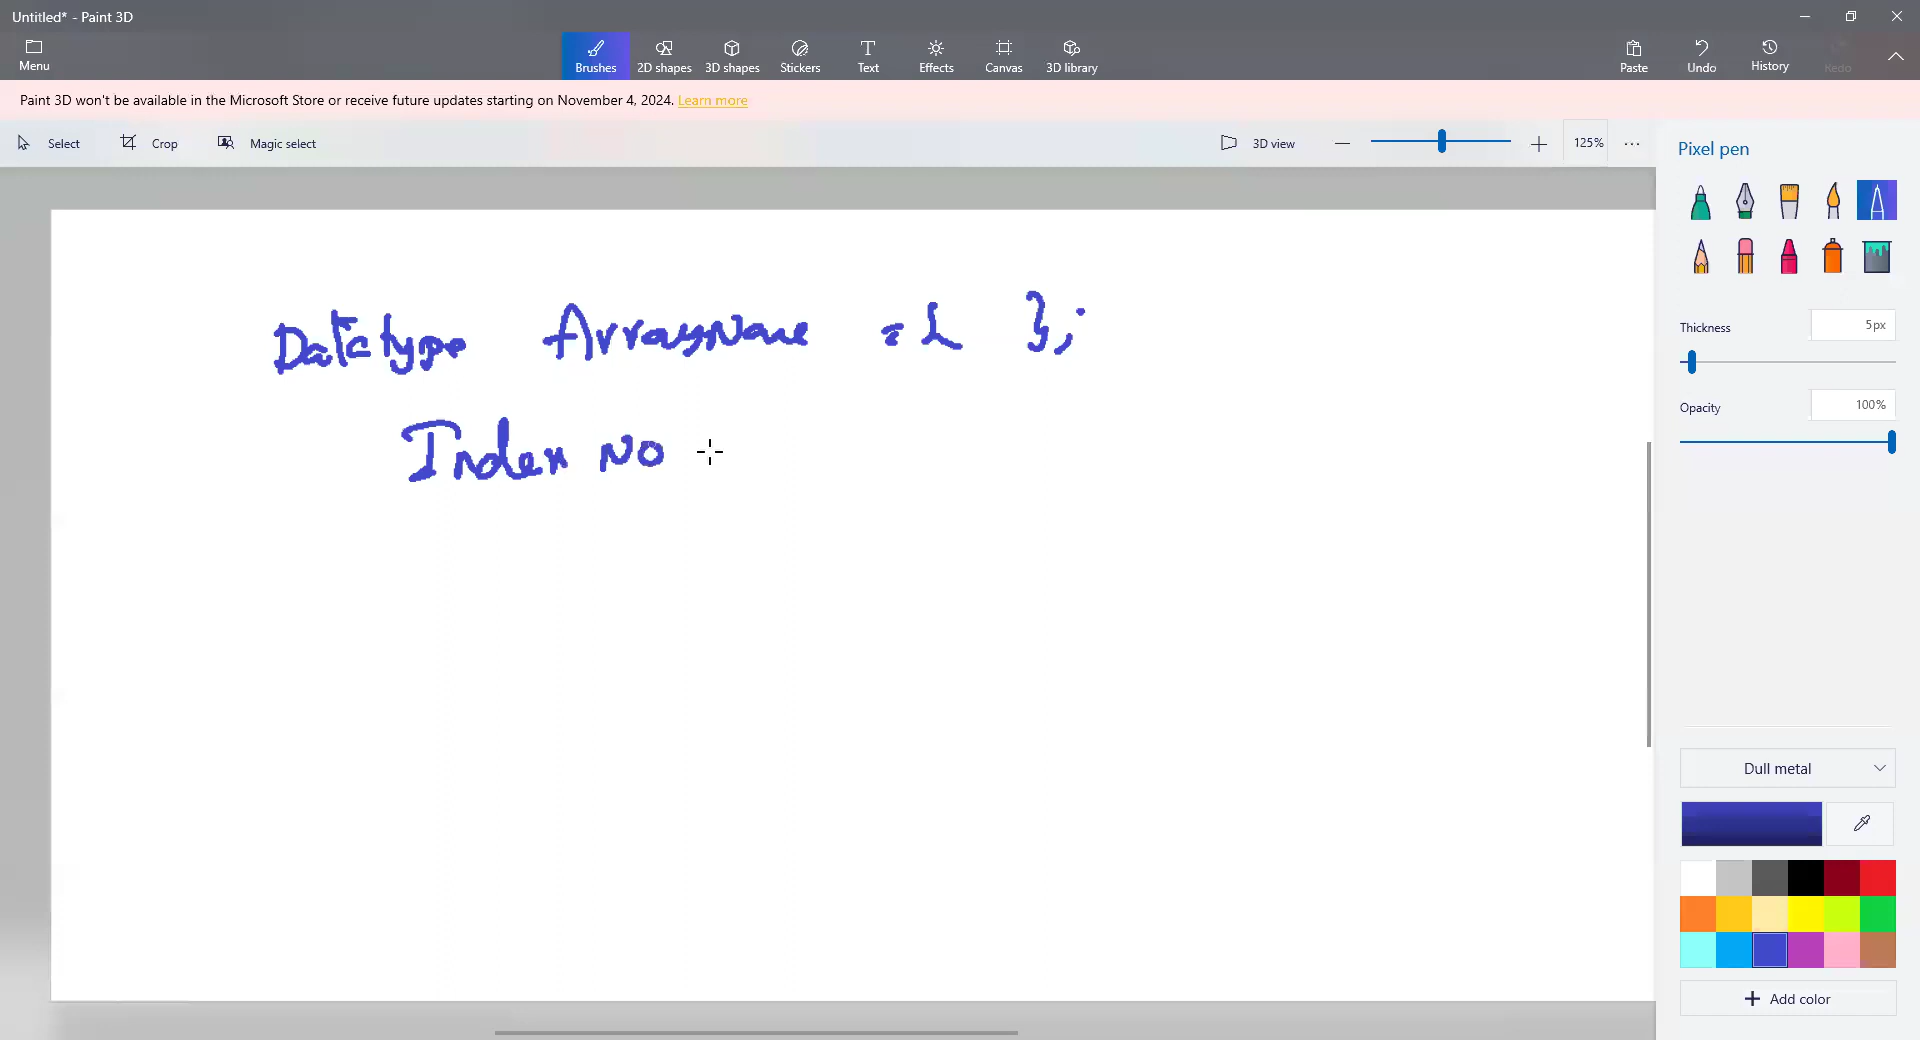 Untitled* - Paint 3D
Menu
Brushes 2D shapes 3D shapes Stickers Text Effects Canvas 3D library Paste Undo History Redo
Paint 3D won't be available in the Microsoft Store or receive future updates starting on November 4, 2024. Learn more
Select Crop Magic select 3D view 125% ...
Pixel pen
Thickness 5px
Opacity 100%
Datatype ArrayName = { };
Index No
Dull metal
Add color